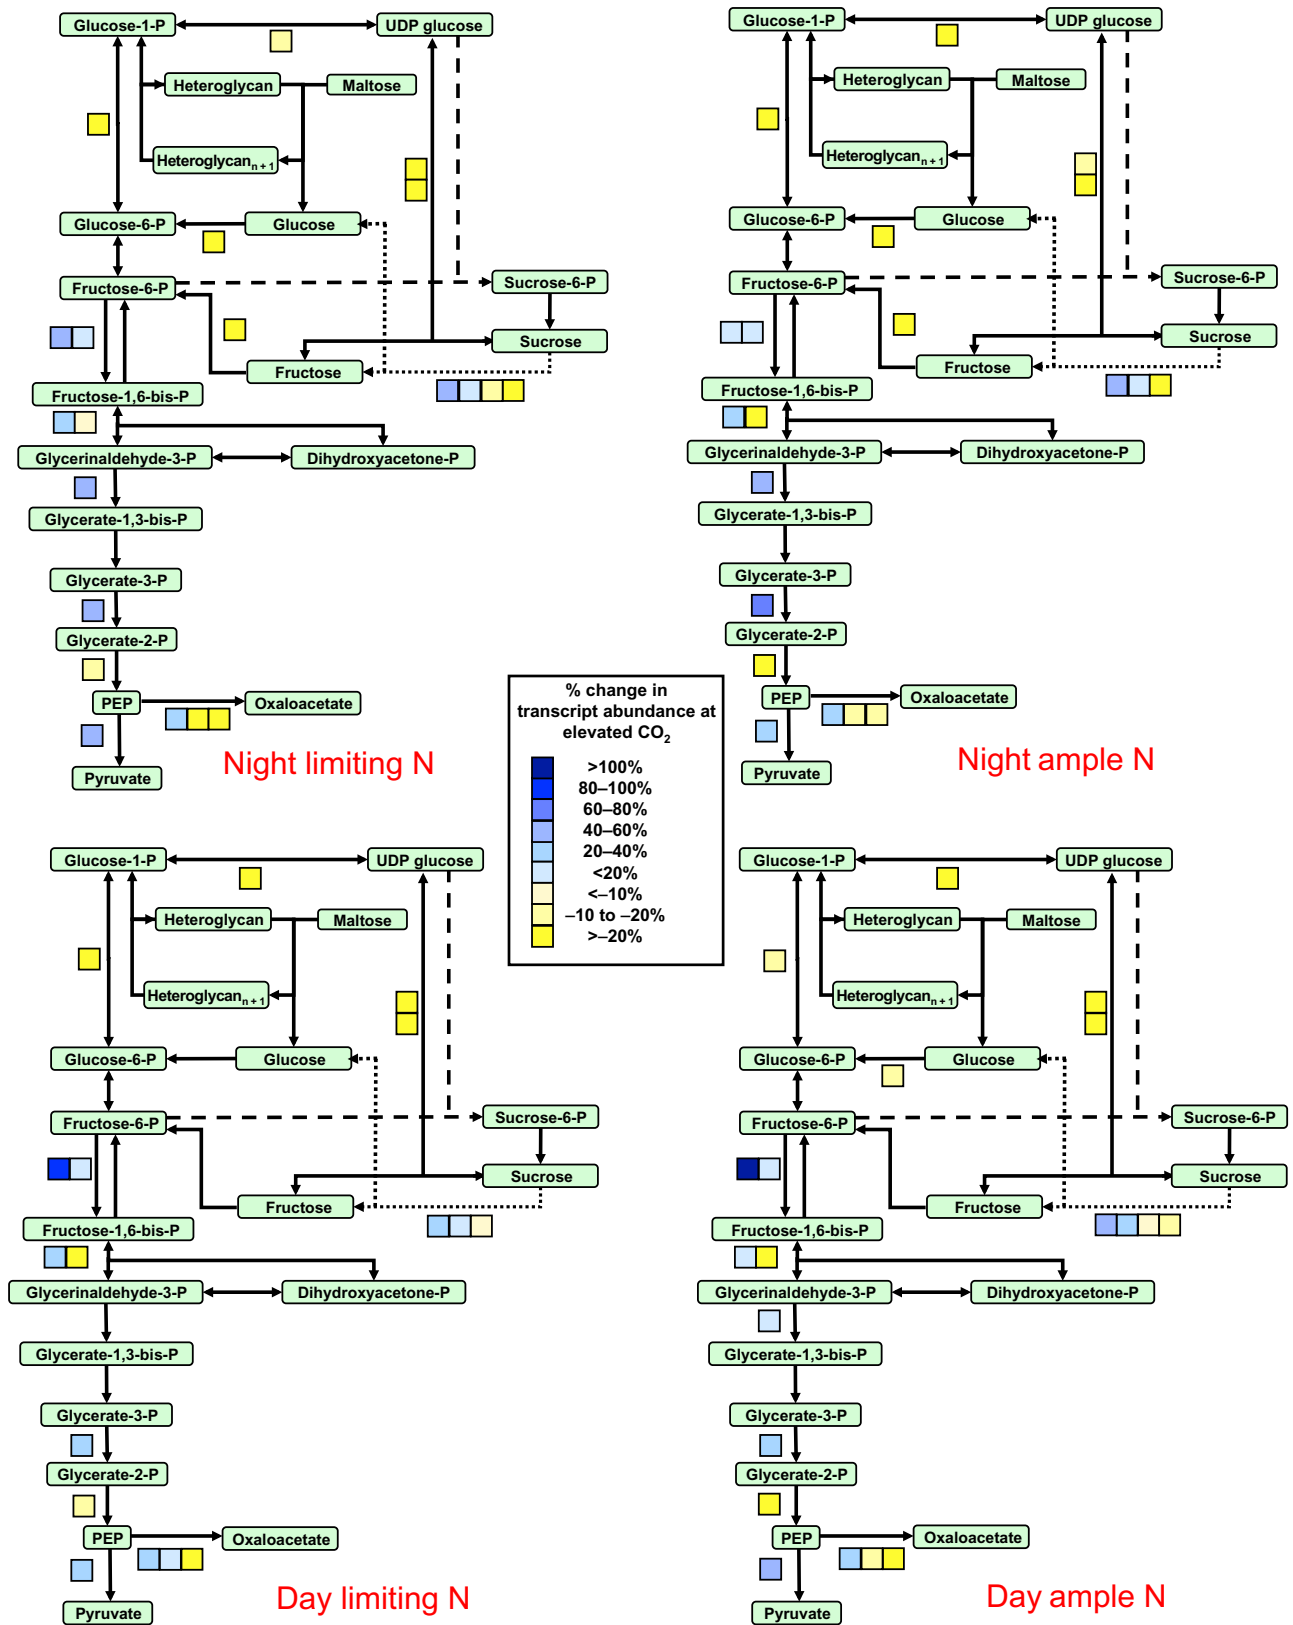 Glucose-1-P
UDP glucose
Heteroglycan
Maltose
Heteroglycann + 1
Glucose-6-P
Glucose
Fructose-6-P
Sucrose-6-P
Sucrose
Fructose
Fructose-1,6-bis-P
Glycerinaldehyde-3-P
Dihydroxyacetone-P
Glycerate-1,3-bis-P
Glycerate-3-P
Glycerate-2-P
PEP
Oxaloacetate
Pyruvate
Night limiting N
Glucose-1-P
UDP glucose
Heteroglycan
Maltose
Heteroglycann + 1
Glucose-6-P
Glucose
Fructose-6-P
Sucrose-6-P
Sucrose
Fructose
Fructose-1,6-bis-P
Glycerinaldehyde-3-P
Dihydroxyacetone-P
Glycerate-1,3-bis-P
Glycerate-3-P
Glycerate-2-P
PEP
Oxaloacetate
Pyruvate
Night ample N
% change in
transcript abundance at
elevated CO2
>100%
80–100%
60–80%
40–60%
20–40%
<20%
<–10%
–10 to –20%
>–20%
Glucose-1-P
UDP glucose
Heteroglycan
Maltose
Heteroglycann + 1
Glucose-6-P
Glucose
Fructose-6-P
Sucrose-6-P
Sucrose
Fructose
Fructose-1,6-bis-P
Glycerinaldehyde-3-P
Dihydroxyacetone-P
Glycerate-1,3-bis-P
Glycerate-3-P
Glycerate-2-P
PEP
Oxaloacetate
Pyruvate
Day limiting N
Glucose-1-P
UDP glucose
Heteroglycan
Maltose
Heteroglycann + 1
Glucose-6-P
Glucose
Fructose-6-P
Sucrose-6-P
Sucrose
Fructose
Fructose-1,6-bis-P
Glycerinaldehyde-3-P
Dihydroxyacetone-P
Glycerate-1,3-bis-P
Glycerate-3-P
Glycerate-2-P
PEP
Oxaloacetate
Pyruvate
Day ample N